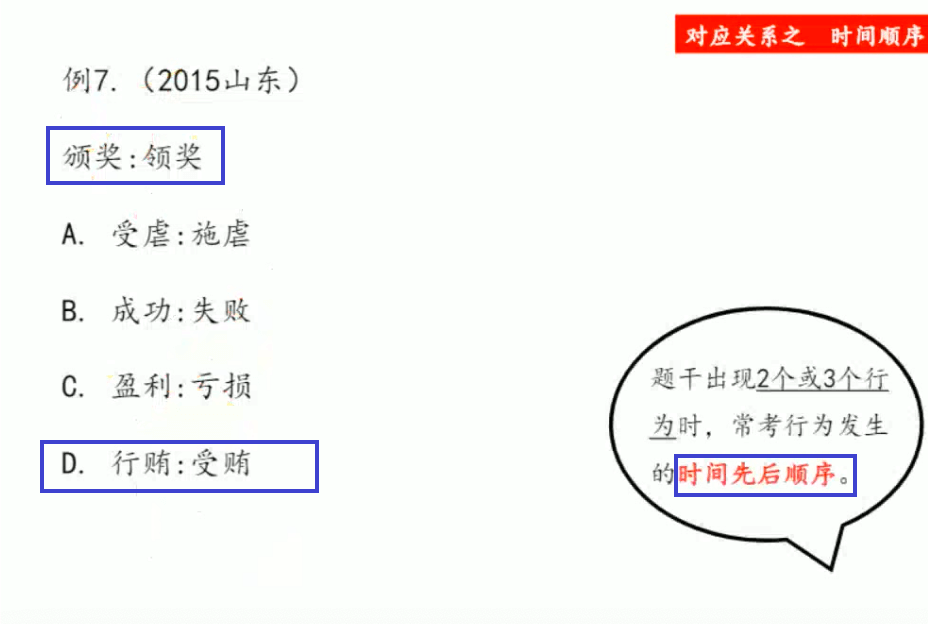 对应关系之 时间顺序
例7.（2015山东）
颁奖:领奖
A. 受虐:施虐
B. 成功:失败
C. 盈利:亏损
D. 行贿:受贿
题干出现2个或3个行
为时，常考行为发生
的时间先后顺序。